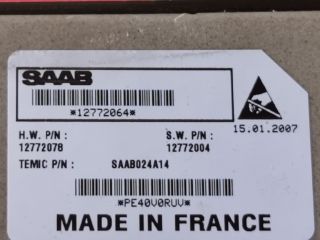 SAAB
*12772064*
15.01.2007
H.W. P/N : S.W. P/N :
12772078 12772004
TEMIC P/N : SAAB024A14
*PE40V0RUV*
MADE IN FRANCE